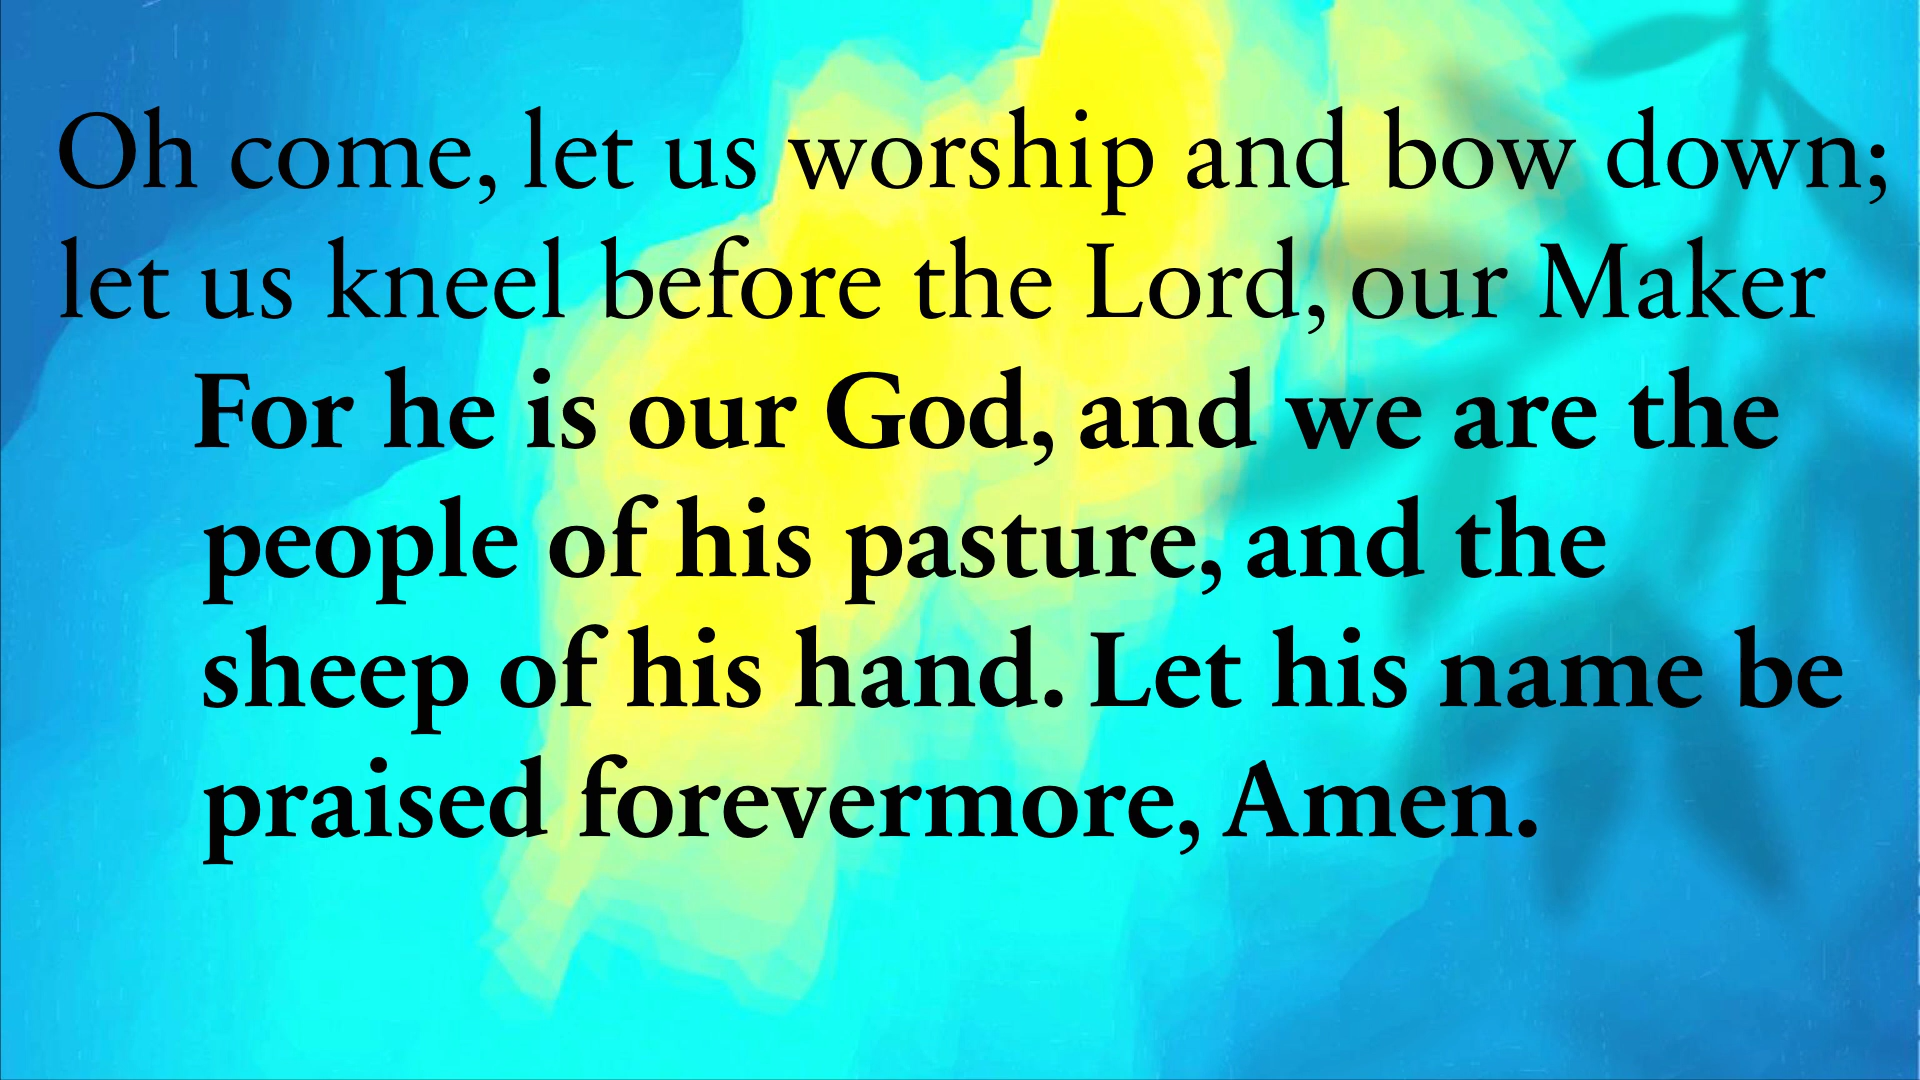 Oh come, let us worship and bow down;
let us kneel before the Lord, our Maker
For he is our God, and we are the
people of his pasture, and the
sheep of his hand. Let his name be
praised forevermore, Amen.